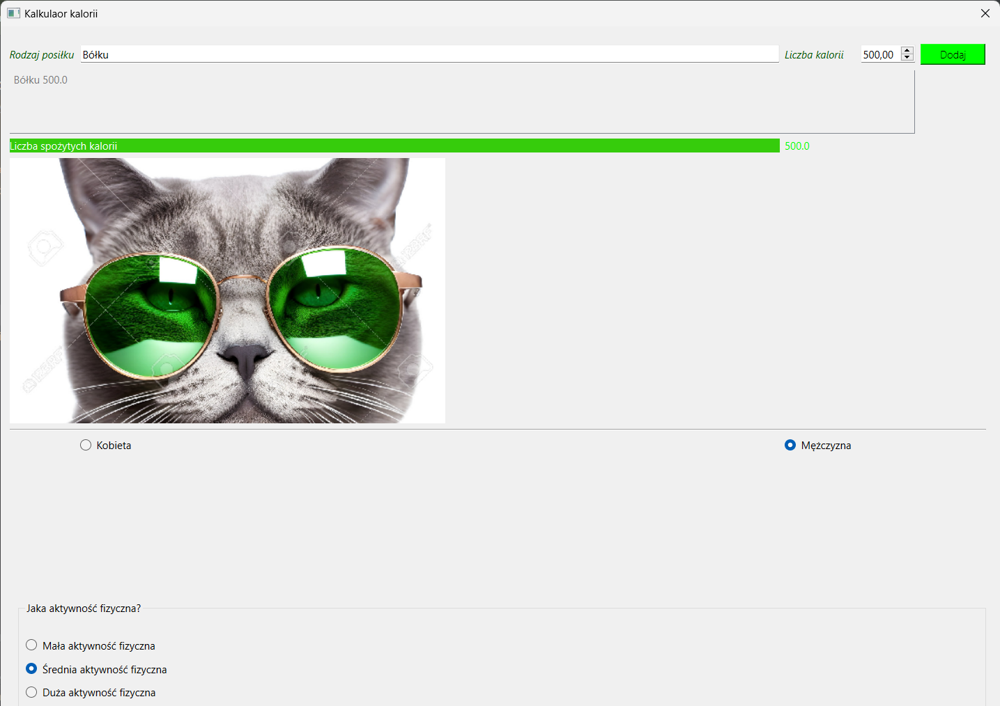 Kalkulaor kalorii
Rodzaj posiłku Bółku Liczba kalorii 500,00 Dodaj
Bółku 500.0
Liczba spożytych kalorii 500.0
Kobieta Mężczyzna
Jaka aktywność fizyczna?
Mała aktywność fizyczna
Średnia aktywność fizyczna
Duża aktywność fizyczna